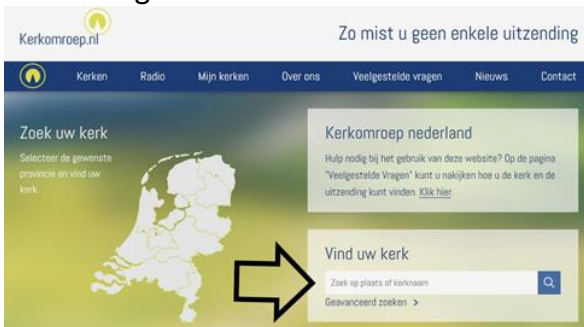 Kerkomroep.nl
Zo mist u geen enkele uitzending
Kerken Radio Mijn kerken Over ons Veelgestelde vragen Nieuws Contact
Zoek uw kerk
Selecteer de gewenste
provincie en vind uw
kerk.
Kerkomroep nederland
Hulp nodig bij het gebruik van deze website? Op de pagina
"Veelgestelde Vragen" kunt u nakijken hoe u de kerk en de
uitzending kunt vinden. Klik hier.
Vind uw kerk
Zoek op plaats of kerknaam
Geavanceerd zoeken >